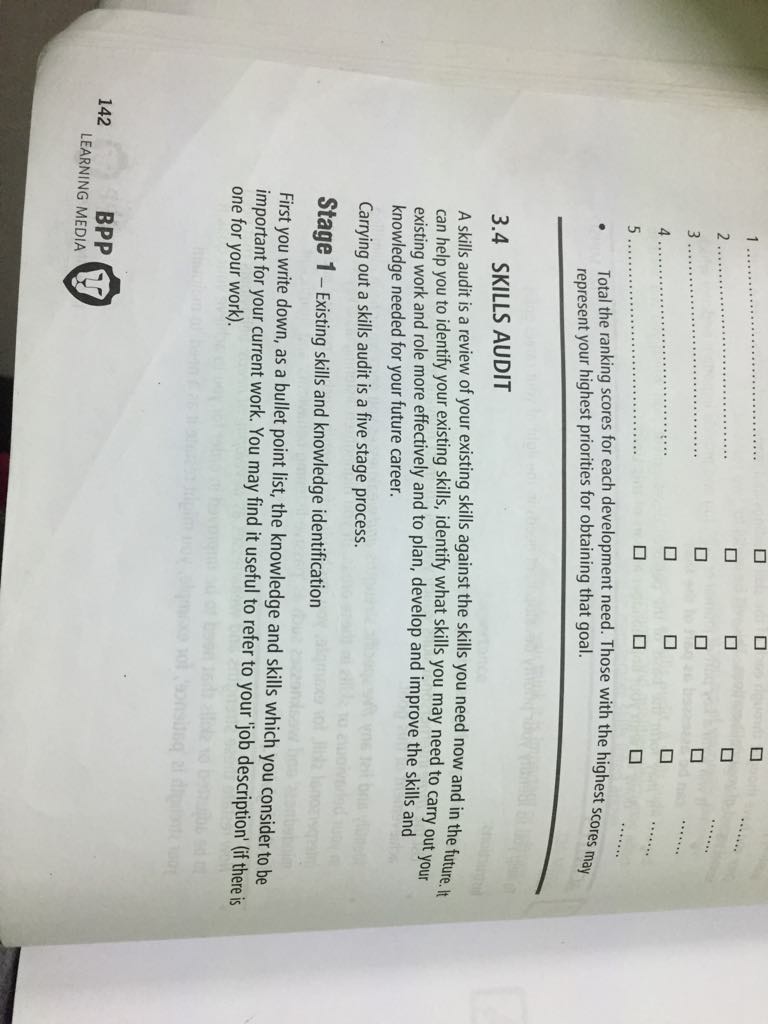 1 ........................................ □ □ □ .......
2 ........................................ □ □ □ .......
3 ........................................ □ □ □ .......
4 ........................................ □ □ □ .......
5 ........................................ □ □ □ .......
• Total the ranking scores for each development need. Those with the highest scores may
represent your highest priorities for obtaining that goal.
3.4 SKILLS AUDIT
A skills audit is a review of your existing skills against the skills you need now and in the future. It
can help you to identify your existing skills, identify what skills you may need to carry out your
existing work and role more effectively and to plan, develop and improve the skills and
knowledge needed for your future career.
Carrying out a skills audit is a five stage process.
Stage 1 – Existing skills and knowledge identification
First you write down, as a bullet point list, the knowledge and skills which you consider to be
important for your current work. You may find it useful to refer to your 'job description' (if there is
one for your work).
142 BPP
LEARNING MEDIA